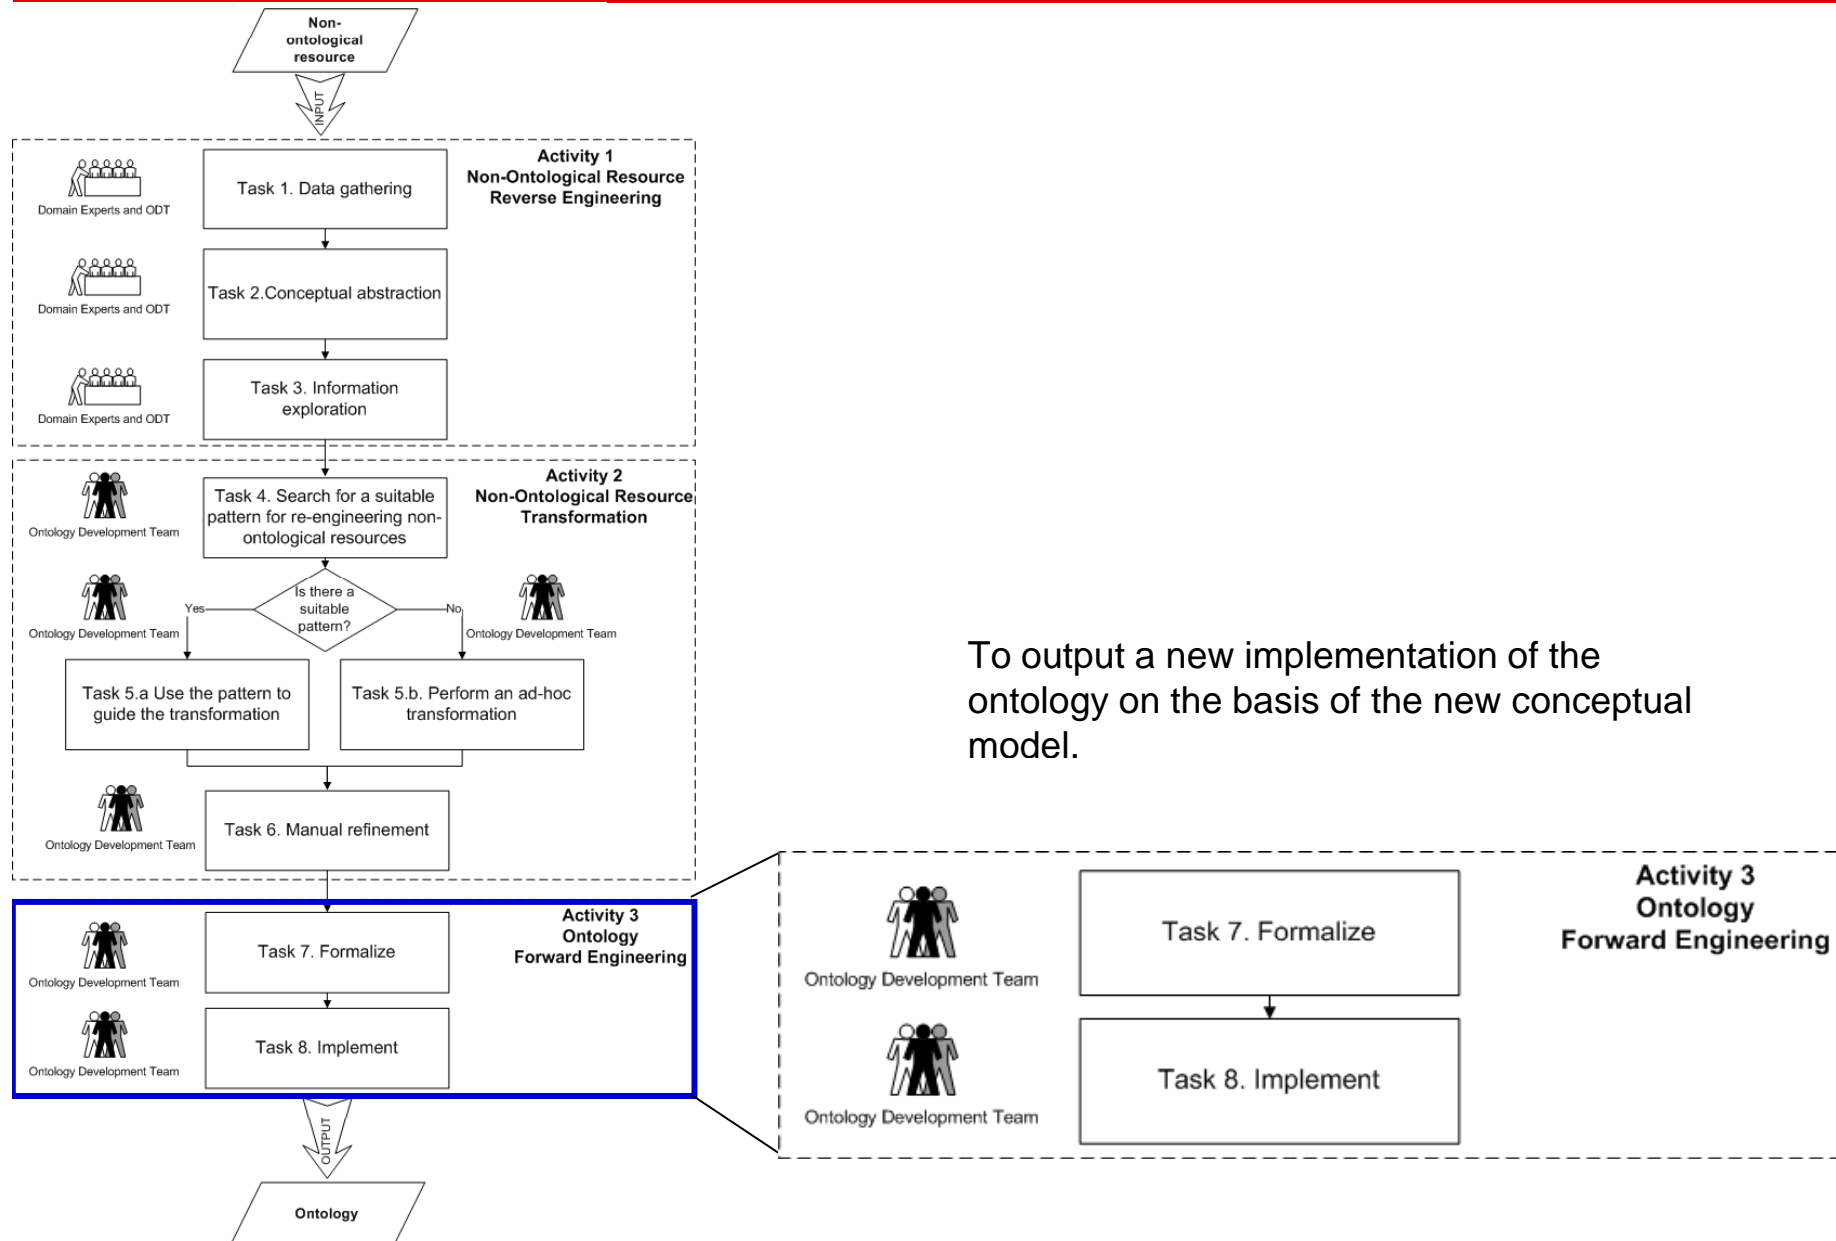 Non-
ontological
resource
INPUT
Activity 1
Non-Ontological Resource
Reverse Engineering
Task 1. Data gathering
Domain Experts and ODT
Task 2.Conceptual abstraction
Domain Experts and ODT
Task 3. Information
exploration
Domain Experts and ODT
Activity 2
Non-Ontological Resource
Transformation
Task 4. Search for a suitable
pattern for re-engineering non-
ontological resources
Ontology Development Team
Is there a
suitable
pattern?
Yes
No
Ontology Development Team
Ontology Development Team
Task 5.a Use the pattern to
guide the transformation
Task 5.b. Perform an ad-hoc
transformation
Task 6. Manual refinement
Ontology Development Team
Activity 3
Ontology
Forward Engineering
Task 7. Formalize
Ontology Development Team
Task 8. Implement
Ontology Development Team
OUTPUT
Ontology
To output a new implementation of the
ontology on the basis of the new conceptual
model.
Activity 3
Ontology
Forward Engineering
Task 7. Formalize
Ontology Development Team
Task 8. Implement
Ontology Development Team